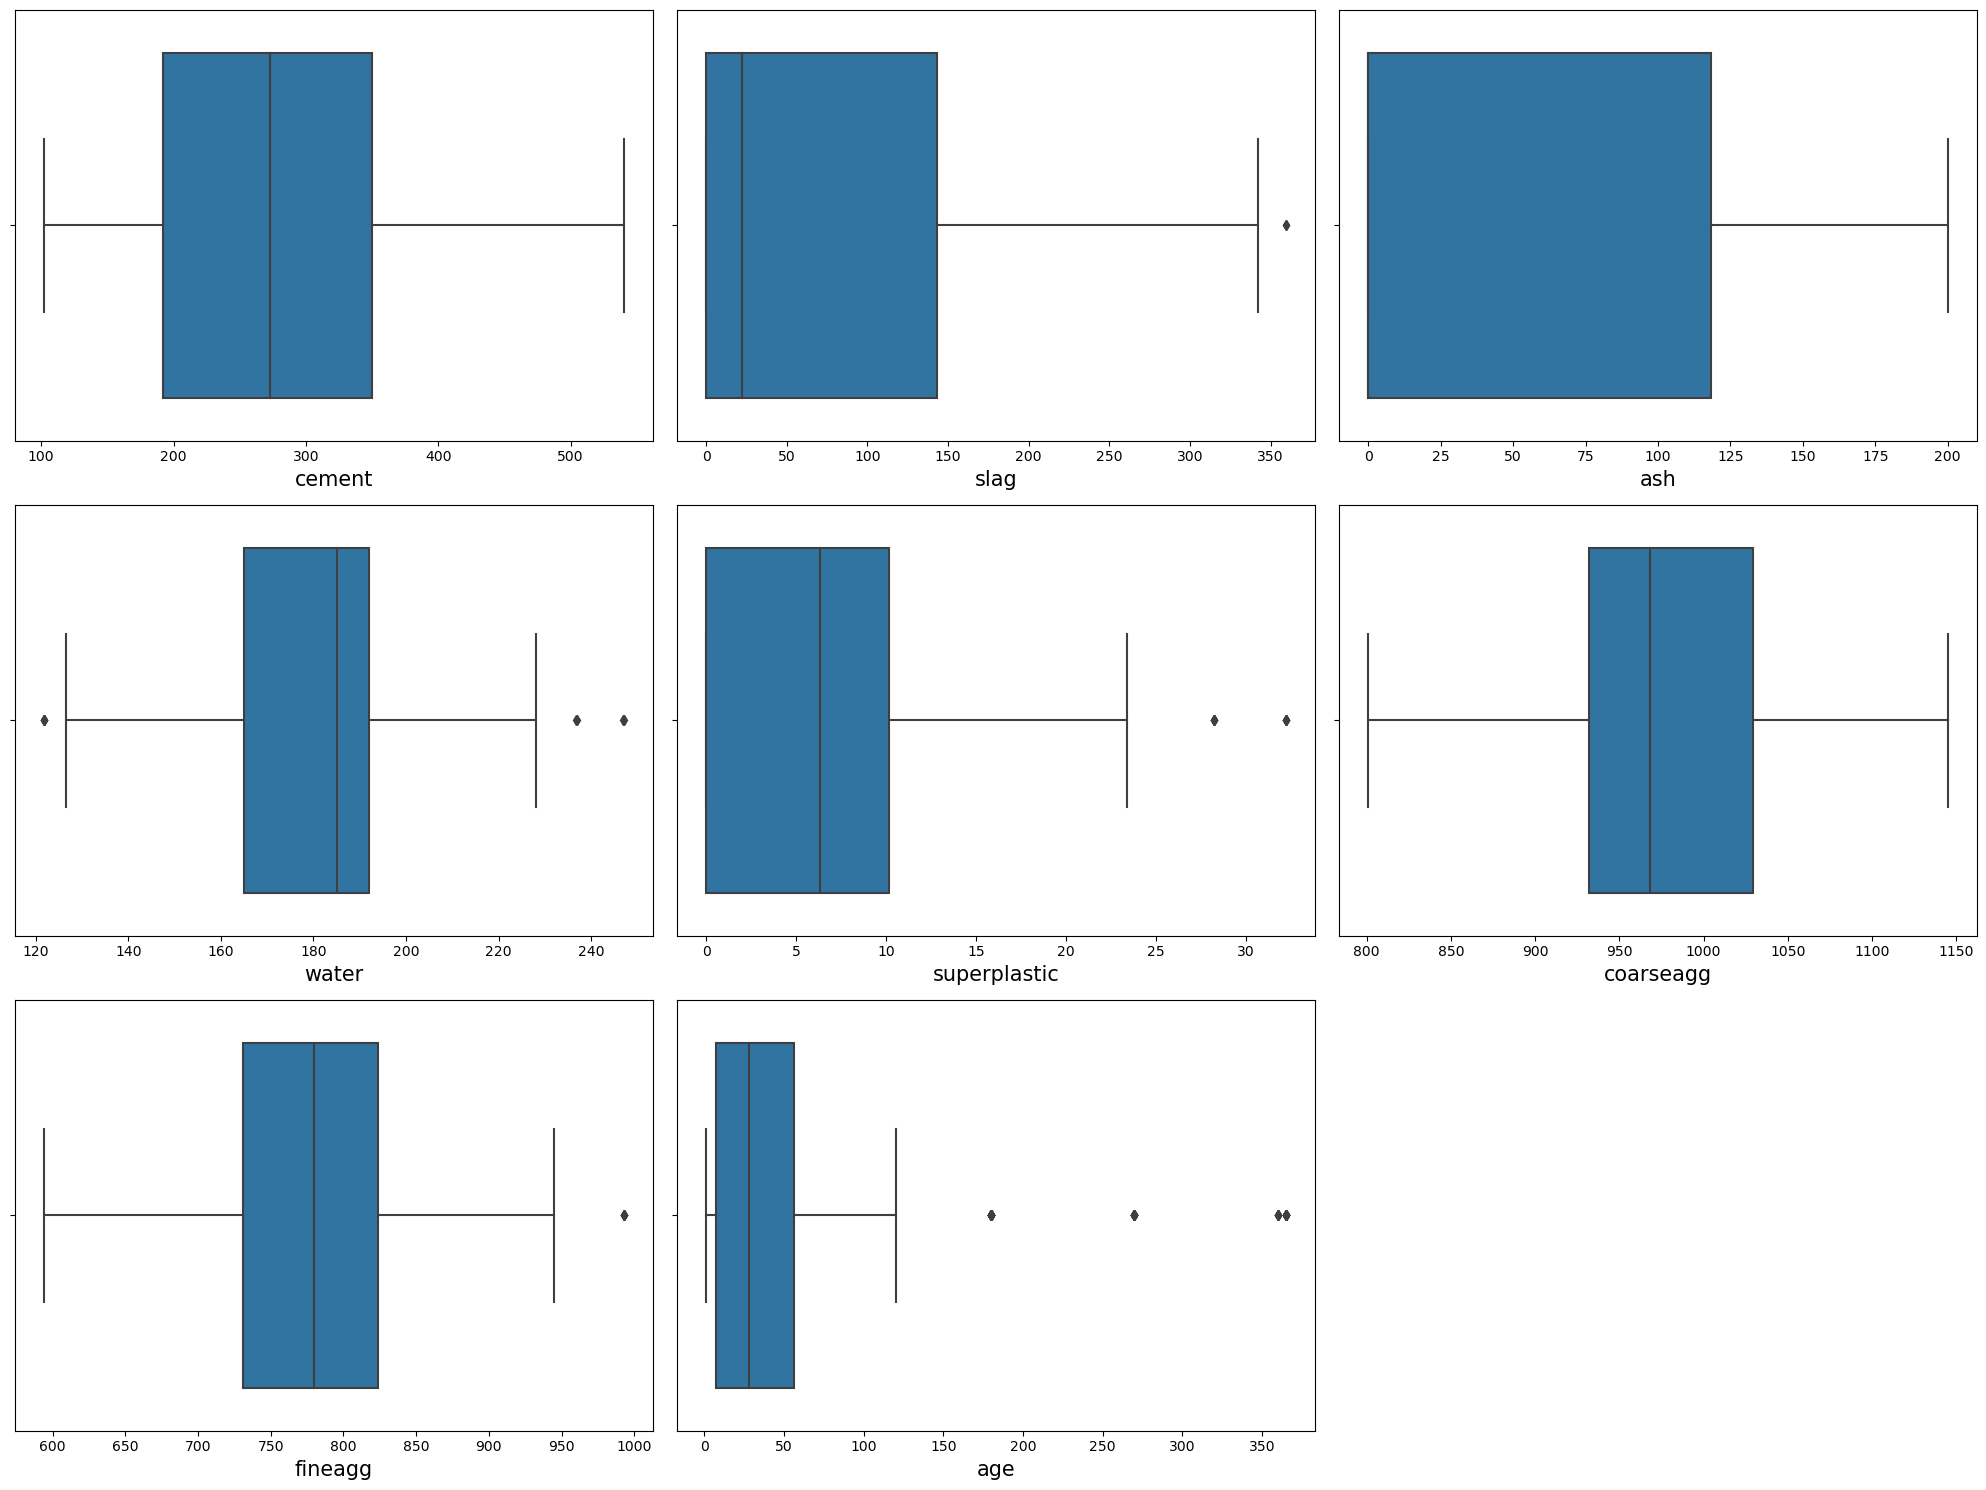 100 200 300 400 500
cement
0 50 100 150 200 250 300 350
slag
0 25 50 75 100 125 150 175 200
ash
120 140 160 180 200 220 240
water
0 5 10 15 20 25 30
superplastic
800 850 900 950 1000 1050 1100 1150
coarseagg
600 650 700 750 800 850 900 950 1000
fineagg
0 50 100 150 200 250 300 350
age